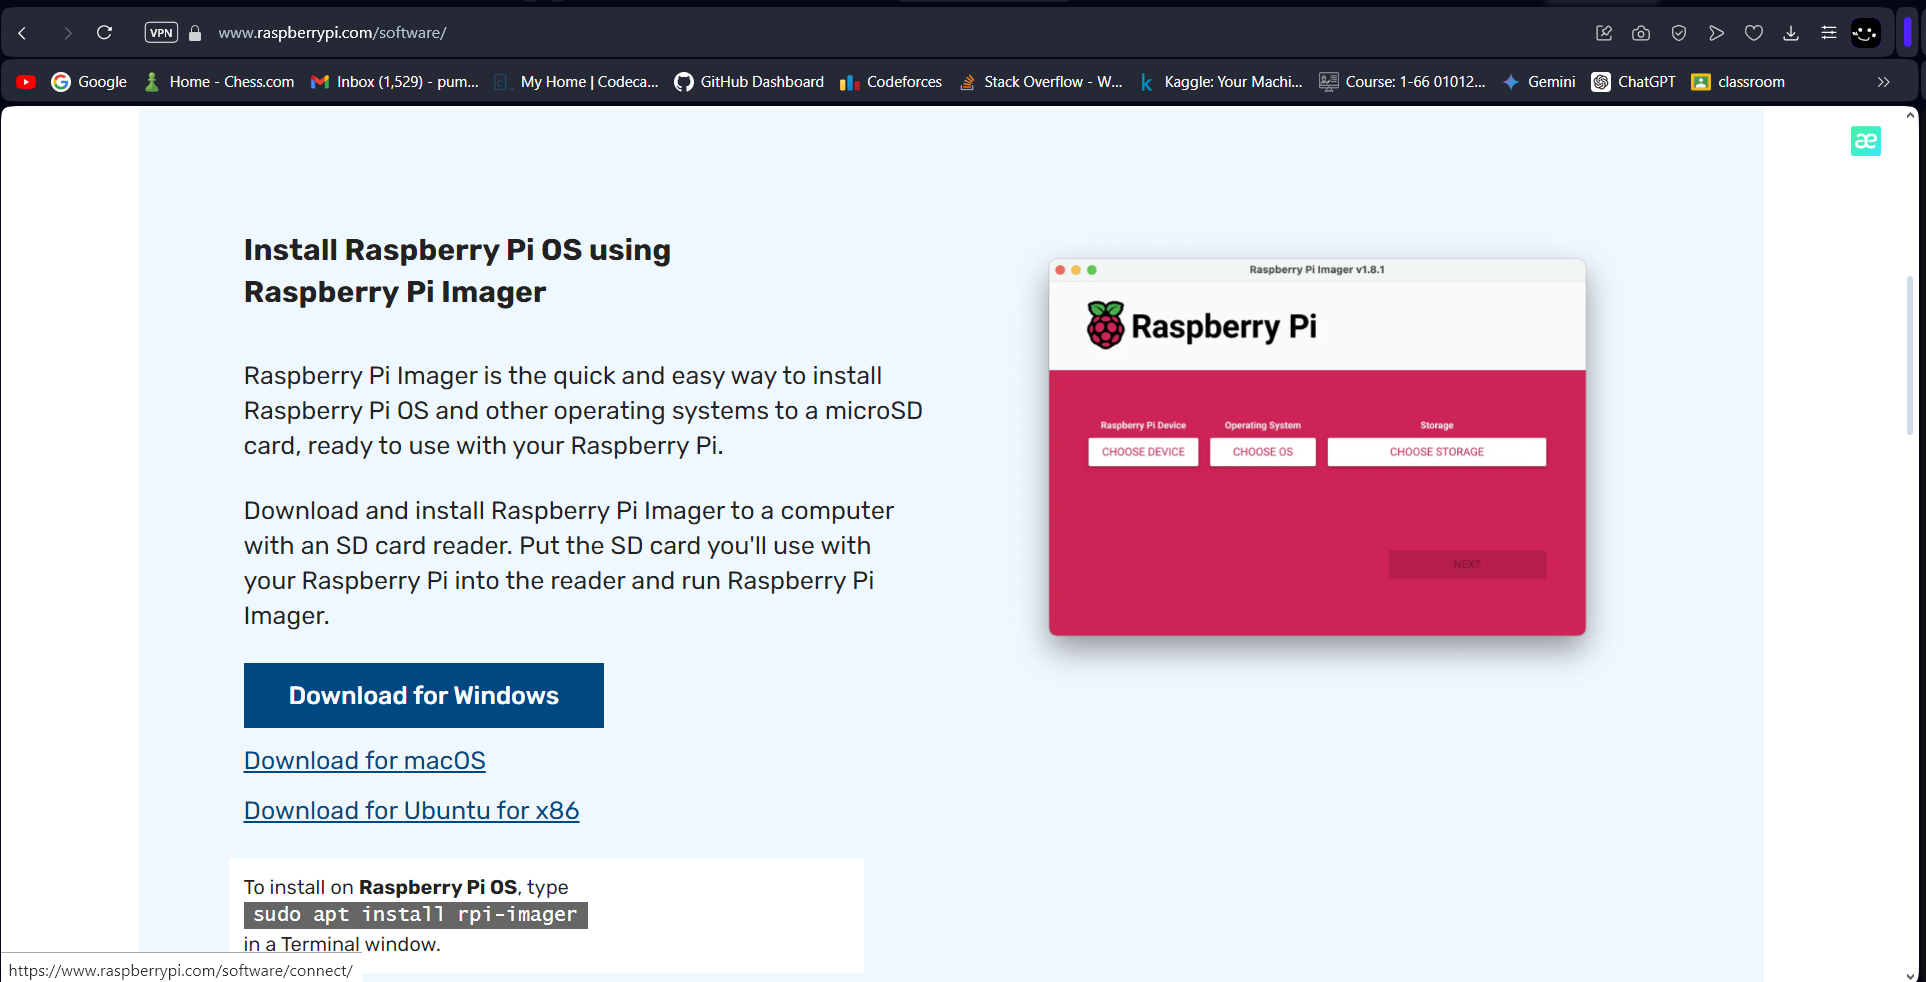 VPN
www.raspberrypi.com/software/
Google
Home - Chess.com
Inbox (1,529) - pum...
My Home | Codeca...
GitHub Dashboard
Codeforces
Stack Overflow - W...
Kaggle: Your Machi...
Course: 1-66 01012...
Gemini
ChatGPT
classroom
æ
Install Raspberry Pi OS using
Raspberry Pi Imager
Raspberry Pi Imager is the quick and easy way to install
Raspberry Pi OS and other operating systems to a microSD
card, ready to use with your Raspberry Pi.
Download and install Raspberry Pi Imager to a computer
with an SD card reader. Put the SD card you'll use with
your Raspberry Pi into the reader and run Raspberry Pi
Imager.
Download for Windows
Download for macOS
Download for Ubuntu for x86
To install on Raspberry Pi OS, type
sudo apt install rpi-imager
in a Terminal window.
Raspberry Pi Imager v1.8.1
Raspberry Pi
Raspberry Pi Device
Operating System
Storage
CHOOSE DEVICE
CHOOSE OS
CHOOSE STORAGE
NEXT
https://www.raspberrypi.com/software/connect/